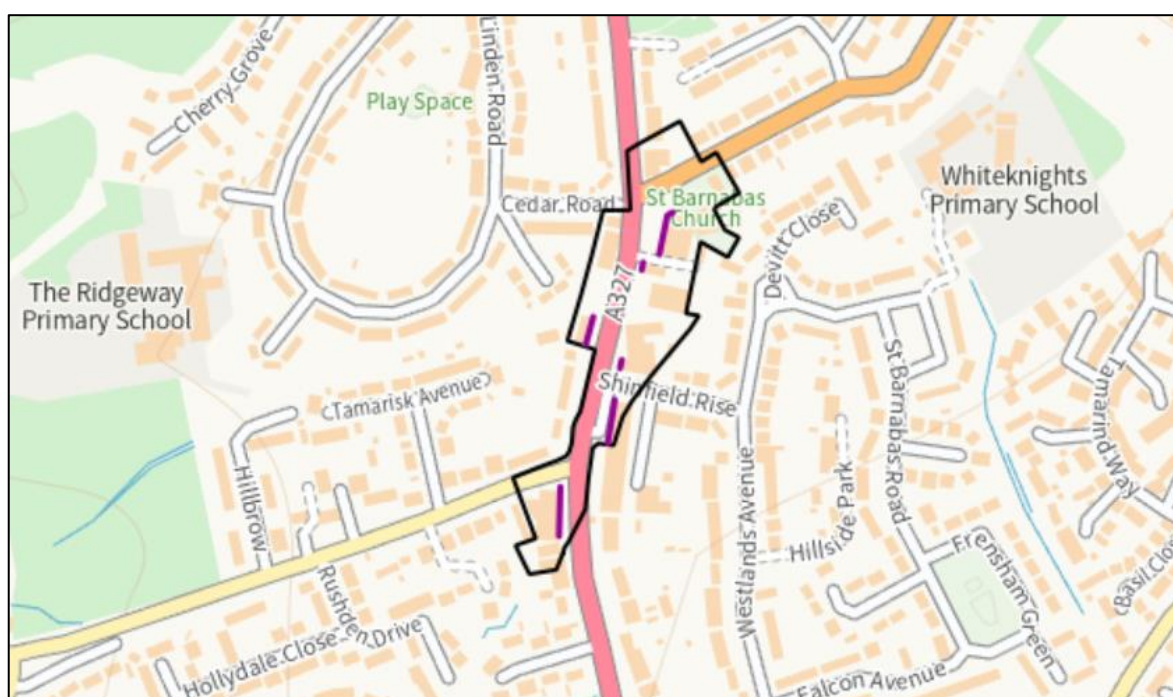 Linden Road
Cherry Grove
Play Space
Whiteknights
Primary School
Cedar Road
St Barnabas
Church
Devitt Close
A327
The Ridgeway
Primary School
Shinfield Rise
Tamarisk Avenue
St Barnabas Road
Tamarind Way
Hillbrow
Westlands Avenue
Hillside Park
Frensham Green
Rushden Drive
Basil Clo
Hollydale Close
Falcon Avenue